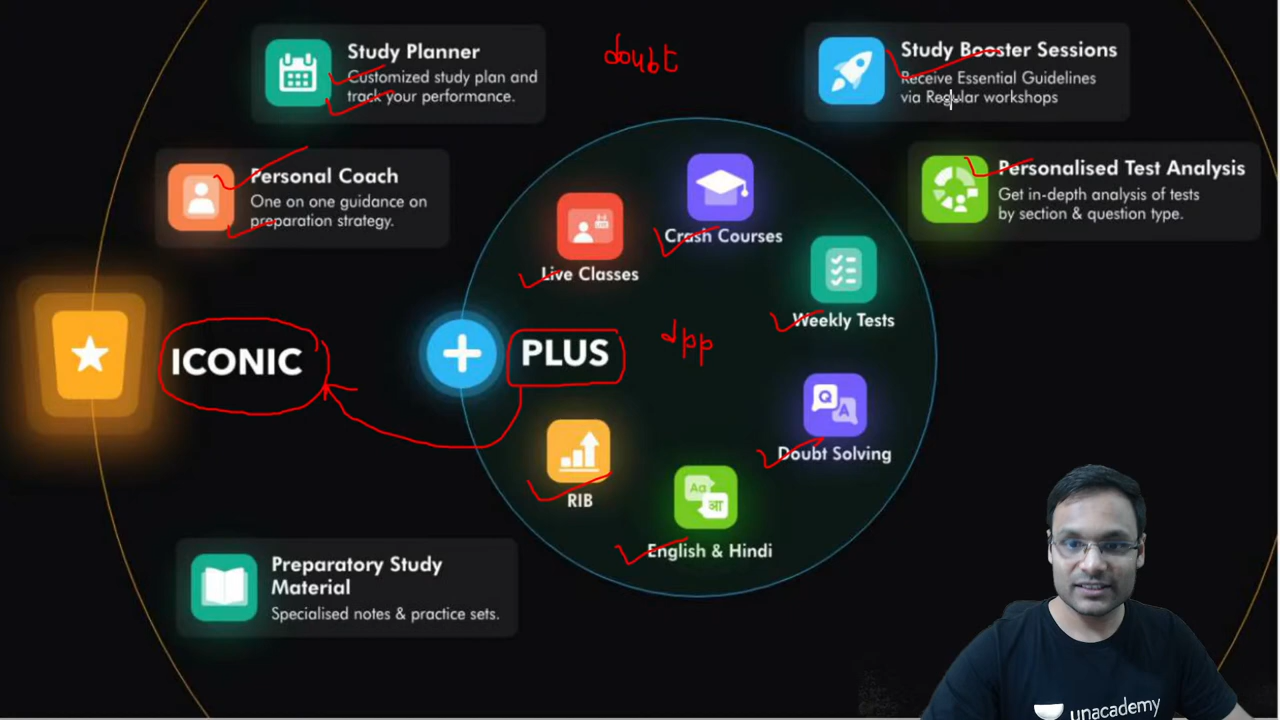 Study Planner
Customized study plan and
track your performance.
doubt
Study Booster Sessions
Receive Essential Guidelines
via Regular workshops
Personal Coach
One on one guidance on
preparation strategy.
Personalised Test Analysis
Get in-depth analysis of tests
by section & question type.
Crash Courses
Live Classes
Weekly Tests
ICONIC
PLUS
dpp
Q
A
Doubt Solving
RIB
Aa
आ
English & Hindi
Preparatory Study
Material
Specialised notes & practice sets.
unacademy